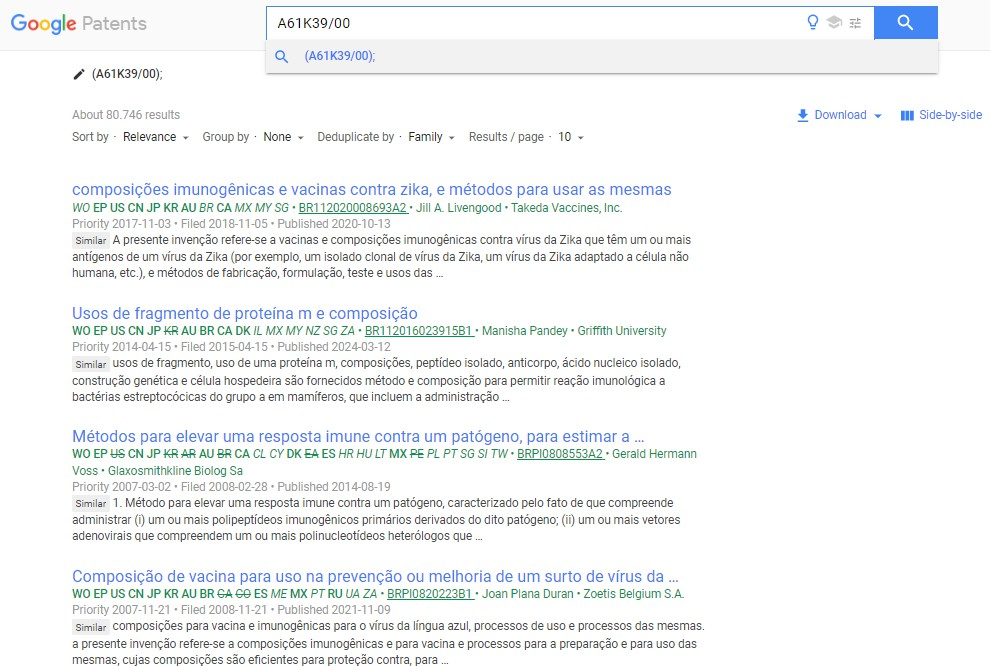 Google Patents
A61K39/00
(A61K39/00);
(A61K39/00);
About 80.746 results
Download
Side-by-side
Sort by · Relevance Group by · None Deduplicate by · Family Results / page · 10
composições imunogênicas e vacinas contra zika, e métodos para usar as mesmas
WO EP US CN JP KR AU BR CA MX MY SG • BR112020008693A2 • Jill A. Livengood • Takeda Vaccines, Inc.
Priority 2017-11-03 • Filed 2018-11-05 • Published 2020-10-13
Similar A presente invenção refere-se a vacinas e composições imunogênicas contra vírus da Zika que têm um ou mais
antígenos de um vírus da Zika (por exemplo, um isolado clonal de vírus da Zika, um vírus da Zika adaptado a célula não
humana, etc.), e métodos de fabricação, formulação, teste e usos das …
Usos de fragmento de proteína m e composição
WO EP US CN JP KR AU BR CA DK IL MX MY NZ SG ZA • BR112016023915B1 • Manisha Pandey • Griffith University
Priority 2014-04-15 • Filed 2015-04-15 • Published 2024-03-12
Similar usos de fragmento, uso de uma proteína m, composições, peptídeo isolado, anticorpo, ácido nucleico isolado,
construção genética e célula hospedeira são fornecidos método e composição para permitir reação imunológica a
bactérias estreptocócicas do grupo a em mamíferos, que incluem a administração …
Métodos para elevar uma resposta imune contra um patógeno, para estimar a …
WO EP US CN JP KR AR AU BR CA CL CY DK EA ES HR HU LT MX PE PL PT SG SI TW • BRPI0808553A2 • Gerald Hermann
Voss • Glaxosmithkline Biolog Sa
Priority 2007-03-02 • Filed 2008-02-28 • Published 2014-08-19
Similar 1. Método para elevar uma resposta imune contra um patógeno, caracterizado pelo fato de que compreende
administrar (i) um ou mais polipeptídeos imunogênicos primários derivados do dito patógeno; (ii) um ou mais vetores
adenovirais que compreendem um ou mais polinucleotídeos heterólogos que …
Composição de vacina para uso na prevenção ou melhoria de um surto de vírus da …
WO EP US CN JP KR AU BR CA CO ES ME MX PT RU UA ZA • BRPI0820223B1 • Joan Plana Duran • Zoetis Belgium S.A.
Priority 2007-11-21 • Filed 2008-11-21 • Published 2021-11-09
Similar composições para vacina e imunogênicas para o vírus da língua azul, processos de uso e processos das mesmas.
a presente invenção refere-se a composições imunogênicas e para vacina e processos para a preparação e para uso das
mesmas, cujas composições são eficientes para proteção contra, para …